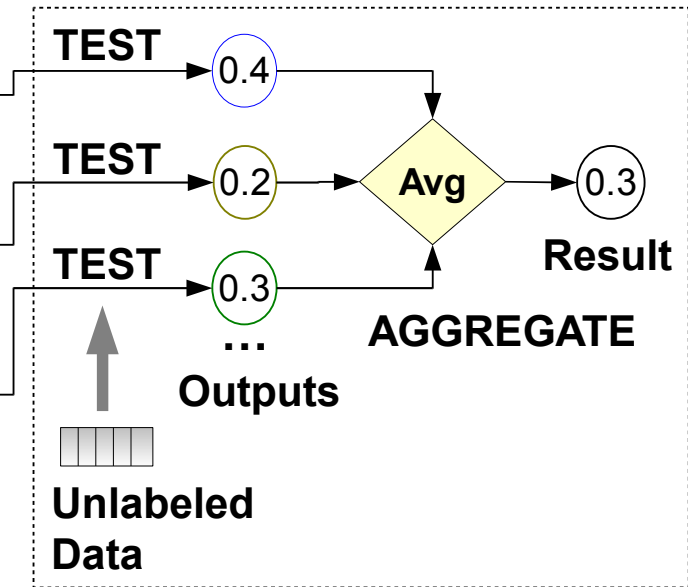 TEST
0.4
TEST
0.2
Avg
0.3
TEST
0.3
Result
...
AGGREGATE
Outputs
Unlabeled
Data